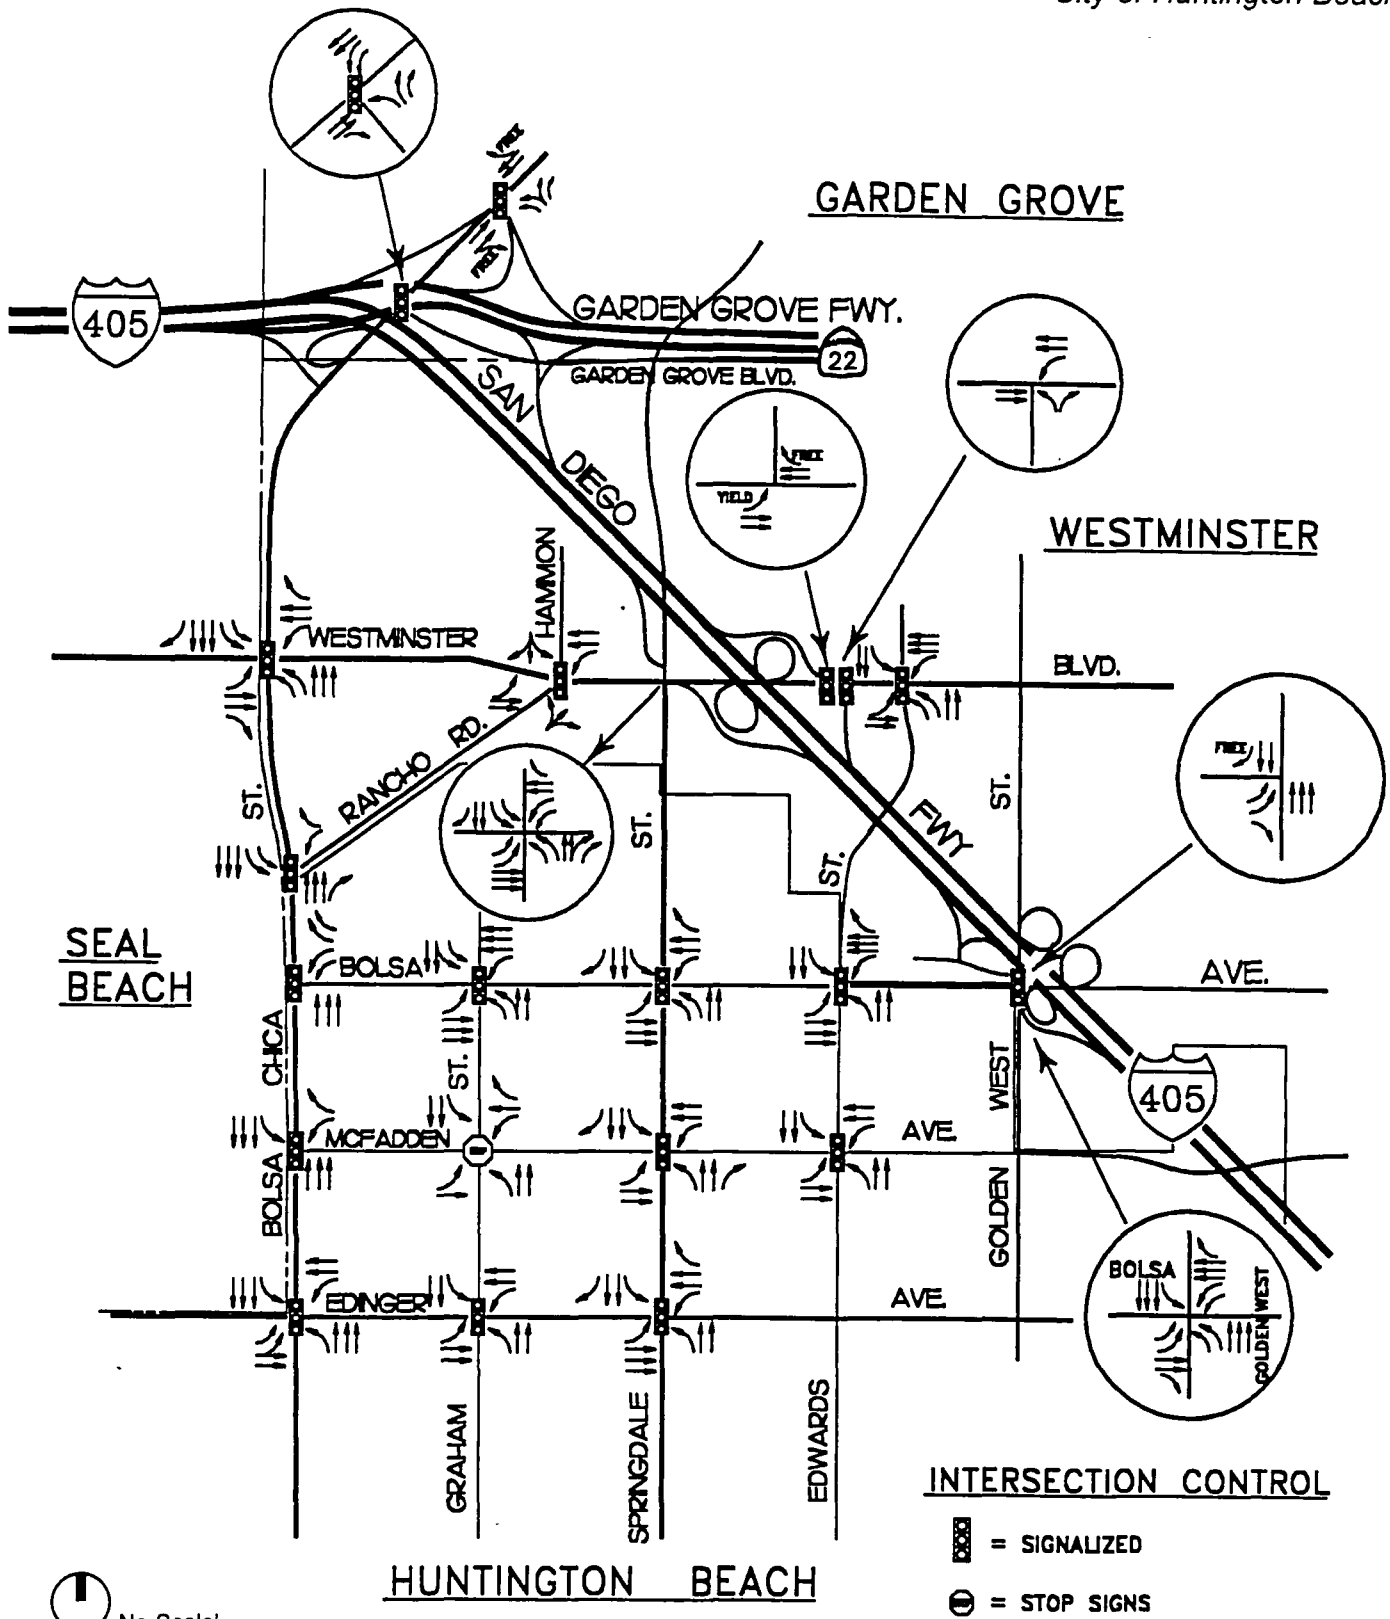 City of Huntington Beach
FREE
FREE
GARDEN GROVE
405
GARDEN GROVE FWY.
22
GARDEN GROVE BLVD.
SAN
DIEGO
FWY
FREE
YIELD
WESTMINSTER
HAMMON
WESTMINSTER
BLVD.
RANCHO RD.
FREE
ST.
ST.
ST.
ST.
SEAL
BEACH
BOLSA
AVE.
CHICA
ST.
WEST
405
MCFADDEN
AVE.
BOLSA
GOLDEN
BOLSA
GOLDEN WEST
EDINGER
AVE.
GRAHAM
SPRINGDALE
EDWARDS
INTERSECTION CONTROL
= SIGNALIZED
= STOP SIGNS
HUNTINGTON BEACH
No Scale